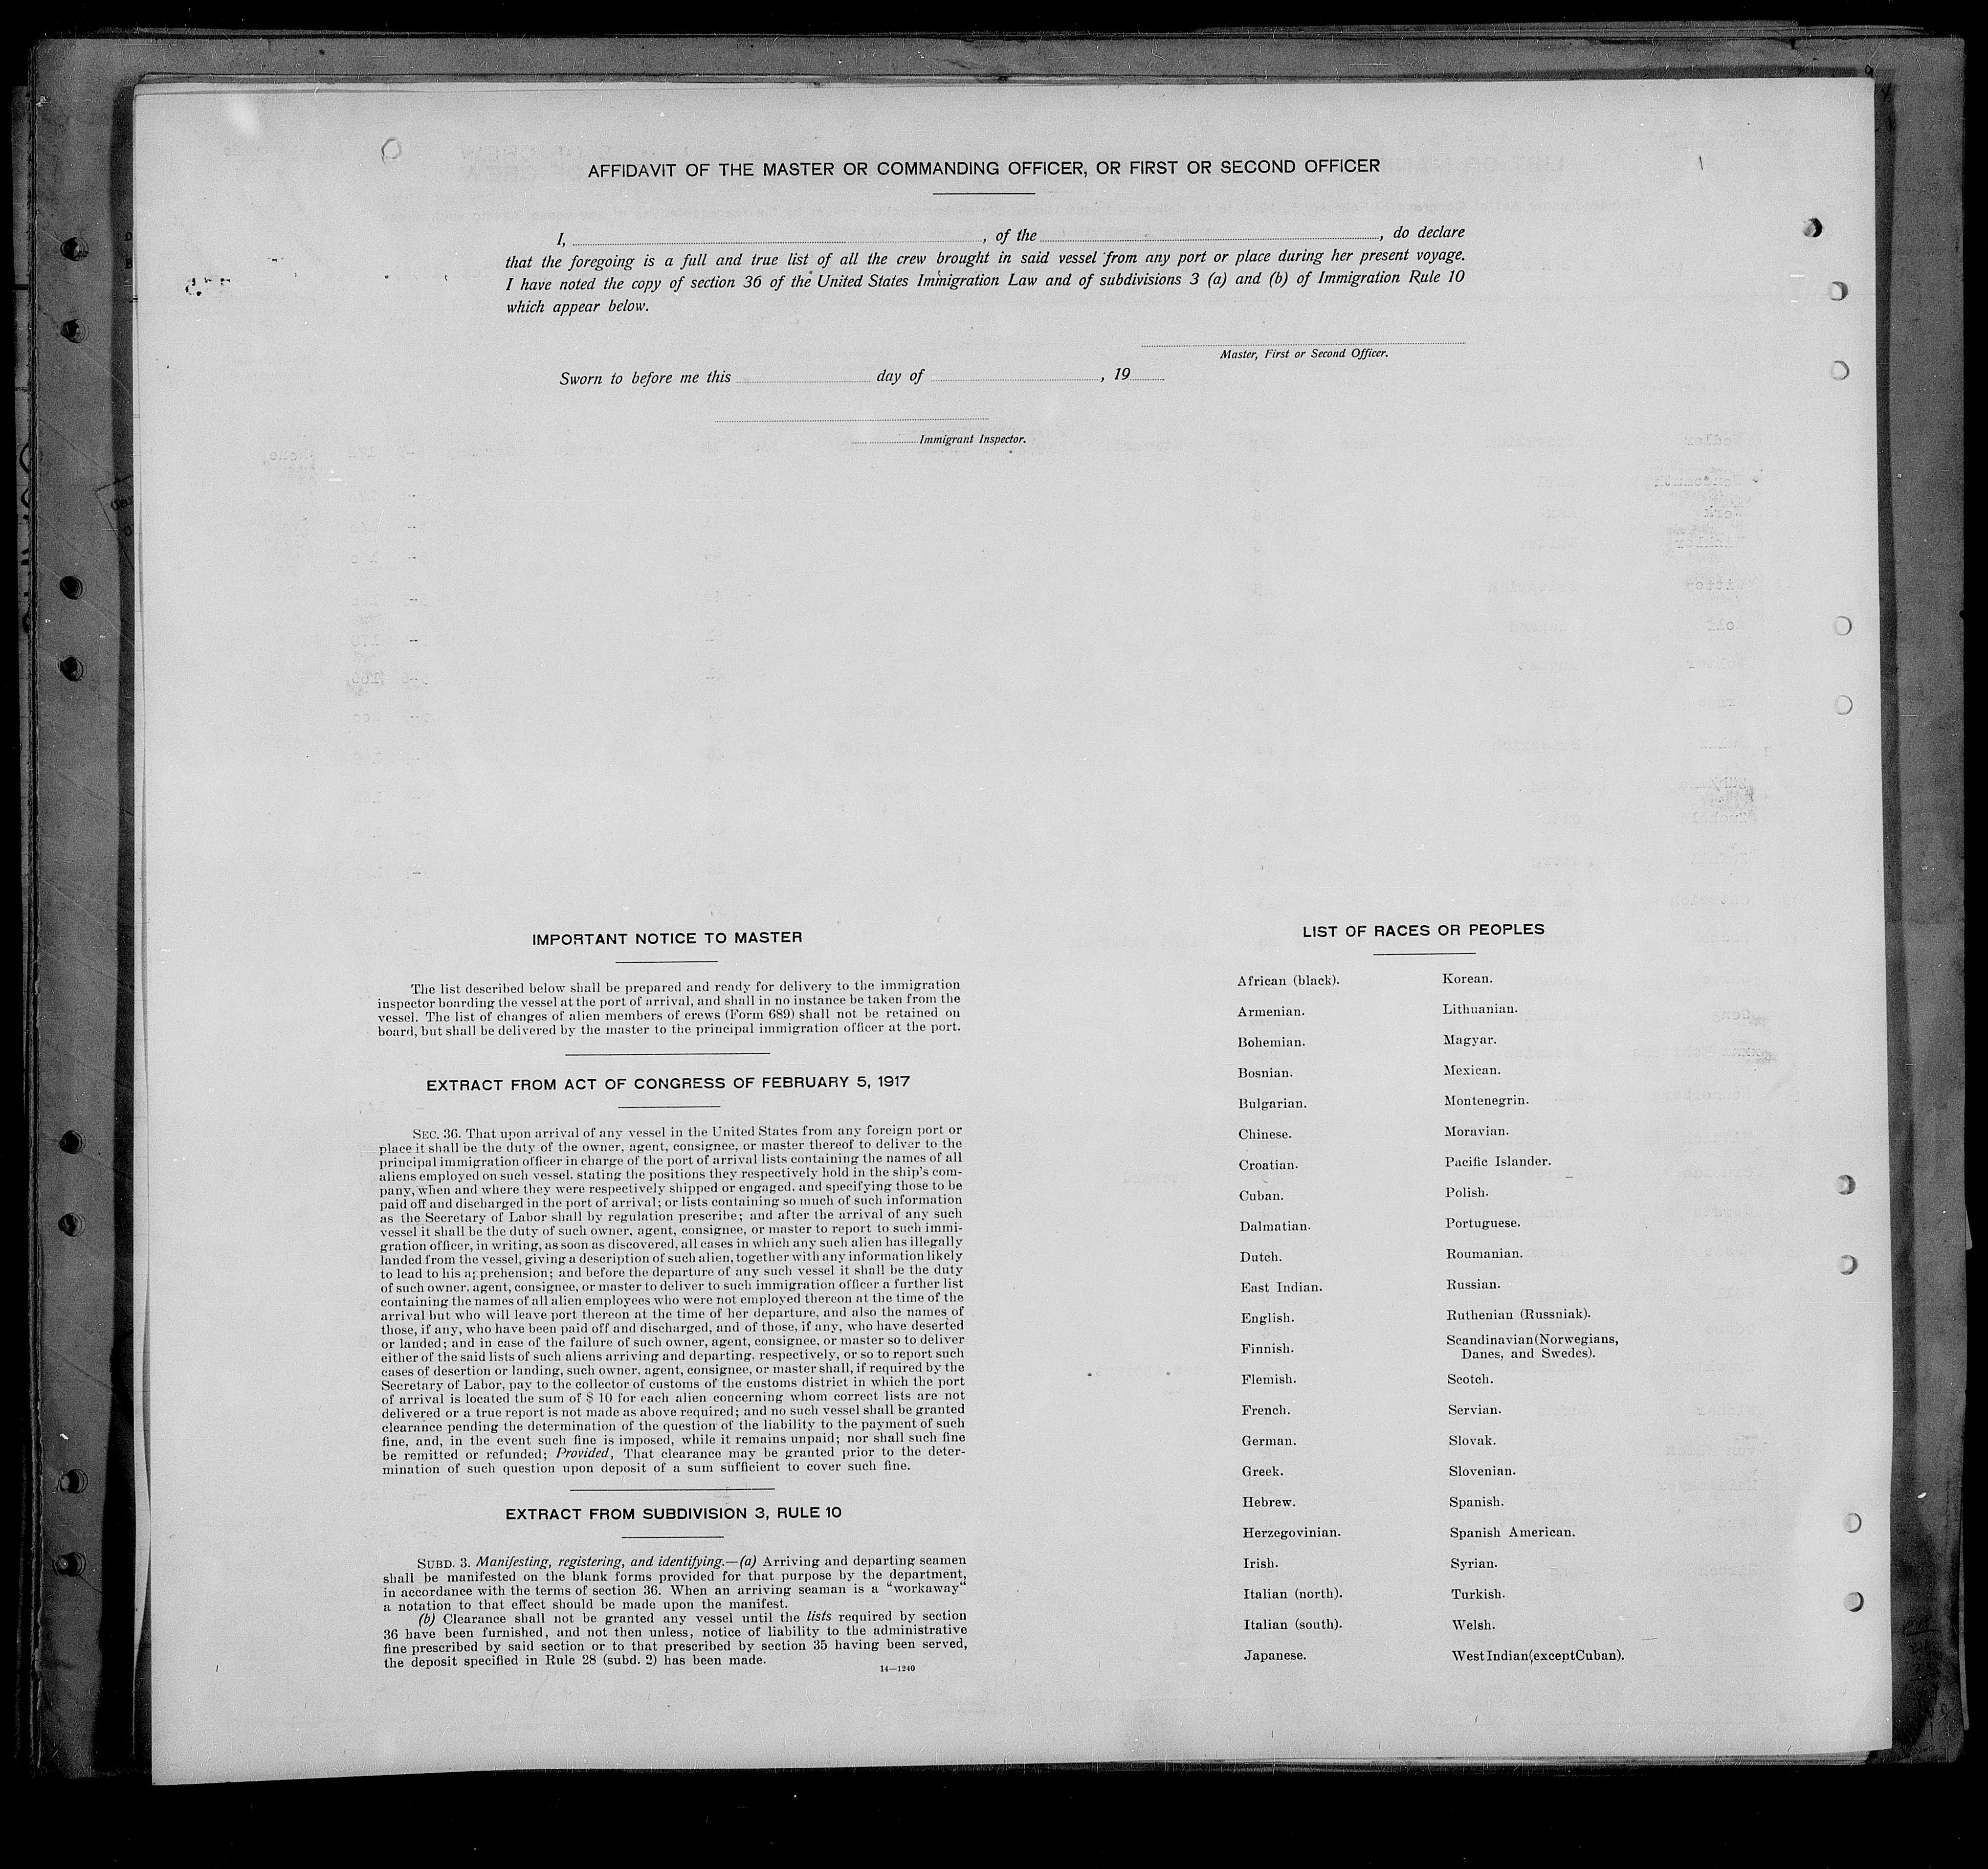 AFFIDAVIT OF THE MASTER OR COMMANDING OFFICER, OR FIRST OR SECOND OFFICER
I, , of the , do declare
that the foregoing is a full and true list of all the crew brought in said vessel from any port or place during her present voyage.
I have noted the copy of section 36 of the United States Immigration Law and of subdivisions 3 (a) and (b) of Immigration Rule 10
which appear below.
Master, First or Second Officer.
Sworn to before me this day of , 19
Immigrant Inspector.
IMPORTANT NOTICE TO MASTER
The list described below shall be prepared and ready for delivery to the immigration
inspector boarding the vessel at the port of arrival, and shall in no instance be taken from the
vessel. The list of changes of alien members of crews (Form 689) shall not be retained on
board, but shall be delivered by the master to the principal immigration officer at the port.
EXTRACT FROM ACT OF CONGRESS OF FEBRUARY 5, 1917
SEC. 36. That upon arrival of any vessel in the United States from any foreign port or
place it shall be the duty of the owner, agent, consignee, or master thereof to deliver to the
principal immigration officer in charge of the port of arrival lists containing the names of all
aliens employed on such vessel, stating the positions they respectively hold in the ship's com-
pany, when and where they were respectively shipped or engaged, and specifying those to be
paid off and discharged in the port of arrival; or lists containing so much of such information
as the Secretary of Labor shall by regulation prescribe; and after the arrival of any such
vessel it shall be the duty of such owner, agent, consignee, or master to report to such immi-
gration officer, in writing, as soon as discovered, all cases in which any such alien has illegally
landed from the vessel, giving a description of such alien, together with any information likely
to lead to his apprehension; and before the departure of any such vessel it shall be the duty
of such owner, agent, consignee, or master to deliver to such immigration officer a further list
containing the names of all alien employees who were not employed thereon at the time of the
arrival but who will leave port thereon at the time of her departure, and also the names of
those, if any, who have been paid off and discharged, and of those, if any, who have deserted
or landed; and in case of the failure of such owner, agent, consignee, or master so to deliver
either of the said lists of such aliens arriving and departing, respectively, or so to report such
cases of desertion or landing, such owner, agent, consignee, or master shall, if required by the
Secretary of Labor, pay to the collector of customs of the customs district in which the port
of arrival is located the sum of $ 10 for each alien concerning whom correct lists are not
delivered or a true report is not made as above required; and no such vessel shall be granted
clearance pending the determination of the question of the liability to the payment of such
fine, and, in the event such fine is imposed, while it remains unpaid; nor shall such fine
be remitted or refunded; Provided, That clearance may be granted prior to the deter-
mination of such question upon deposit of a sum sufficient to cover such fine.
EXTRACT FROM SUBDIVISION 3, RULE 10
SUBD. 3. Manifesting, registering, and identifying.—(a) Arriving and departing seamen
shall be manifested on the blank forms provided for that purpose by the department,
in accordance with the terms of section 36. When an arriving seaman is a "workaway"
a notation to that effect should be made upon the manifest.
(b) Clearance shall not be granted any vessel until the lists required by section
36 have been furnished, and not then unless, notice of liability to the administrative
fine prescribed by said section or to that prescribed by section 35 having been served,
the deposit specified in Rule 28 (subd. 2) has been made.
14—1240
LIST OF RACES OR PEOPLES
African (black).
Armenian.
Bohemian.
Bosnian.
Bulgarian.
Chinese.
Croatian.
Cuban.
Dalmatian.
Dutch.
East Indian.
English.
Finnish.
Flemish.
French.
German.
Greek.
Hebrew.
Herzegovinian.
Irish.
Italian (north).
Italian (south).
Japanese.
Korean.
Lithuanian.
Magyar.
Mexican.
Montenegrin.
Moravian.
Pacific Islander.
Polish.
Portuguese.
Roumanian.
Russian.
Ruthenian (Russniak).
Scandinavian (Norwegians,
Danes, and Swedes).
Scotch.
Servian.
Slovak.
Slovenian.
Spanish.
Spanish American.
Syrian.
Turkish.
Welsh.
West Indian (except Cuban).